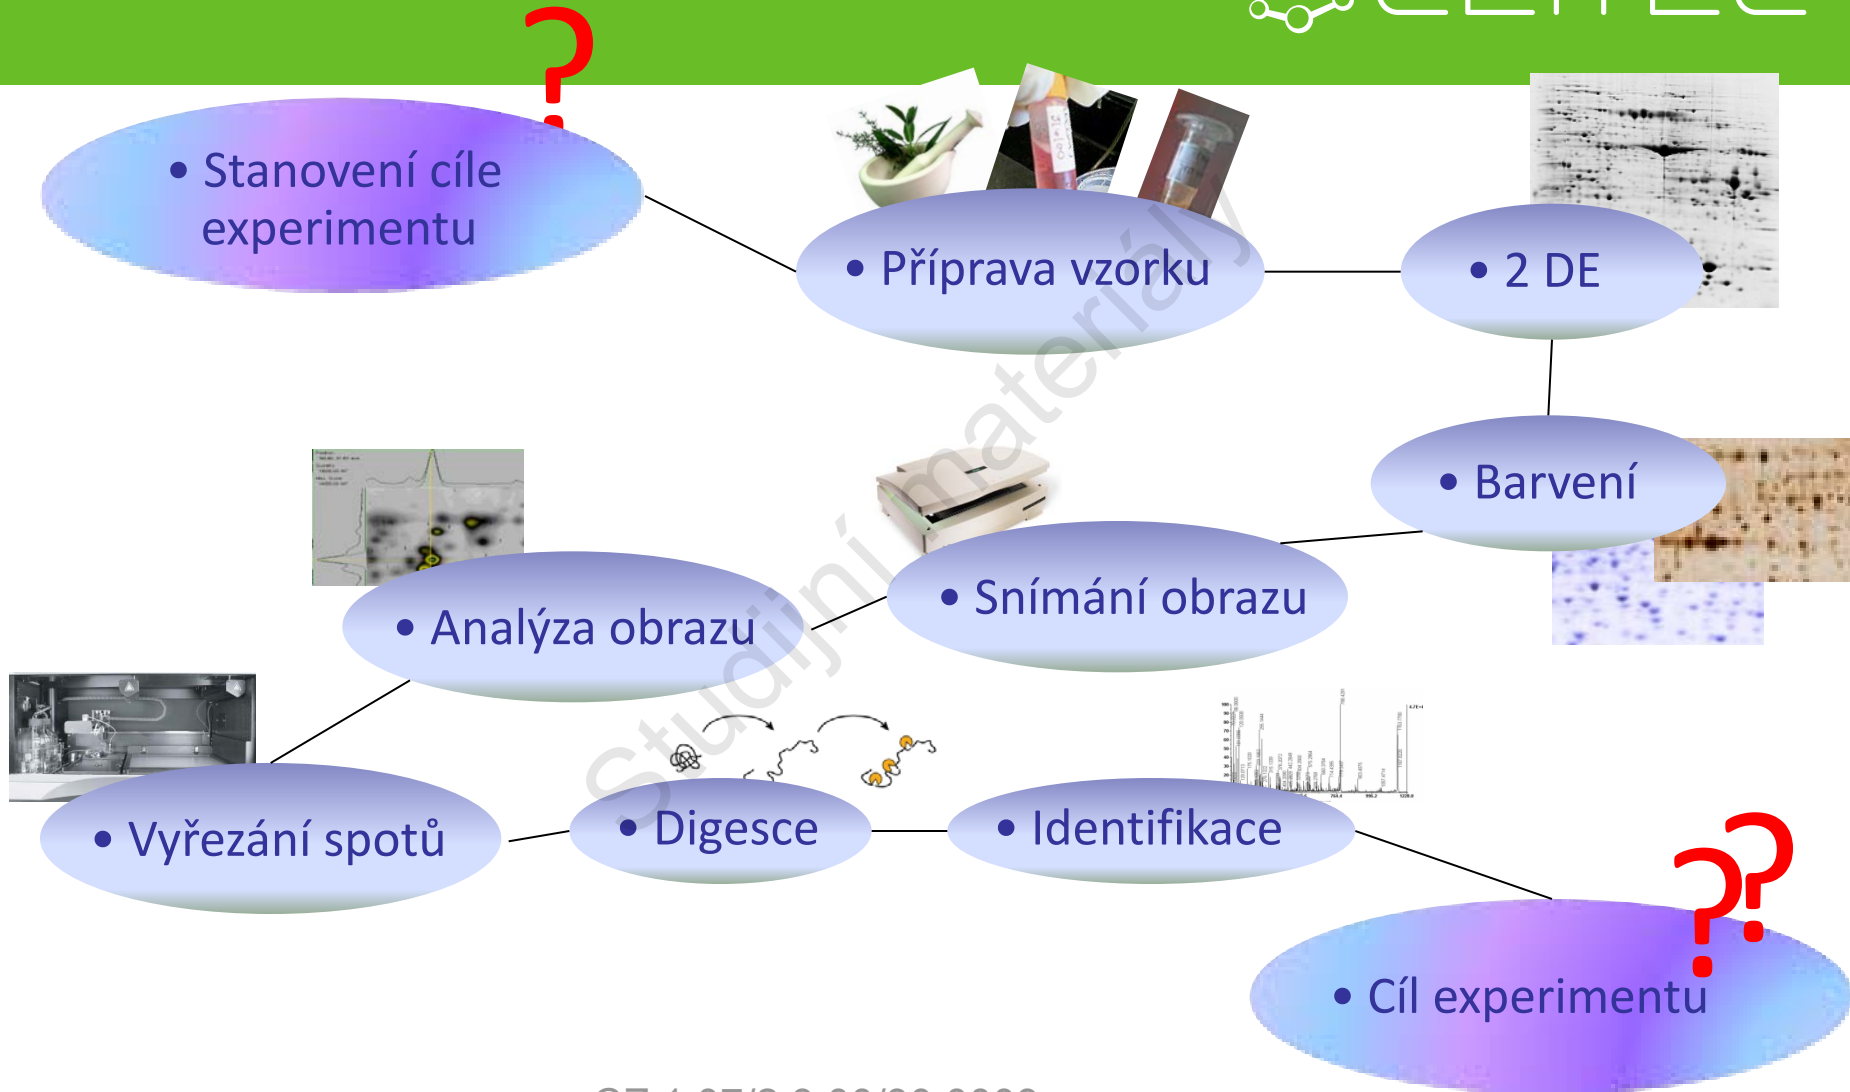 CEITEC
?
• Stanovení cíle
experimentu
• Příprava vzorku
• 2 DE
• Barvení
• Snímání obrazu
• Analýza obrazu
• Vyřezání spotů
• Digesce
• Identifikace
??
• Cíl experimentu
Studijní materiály